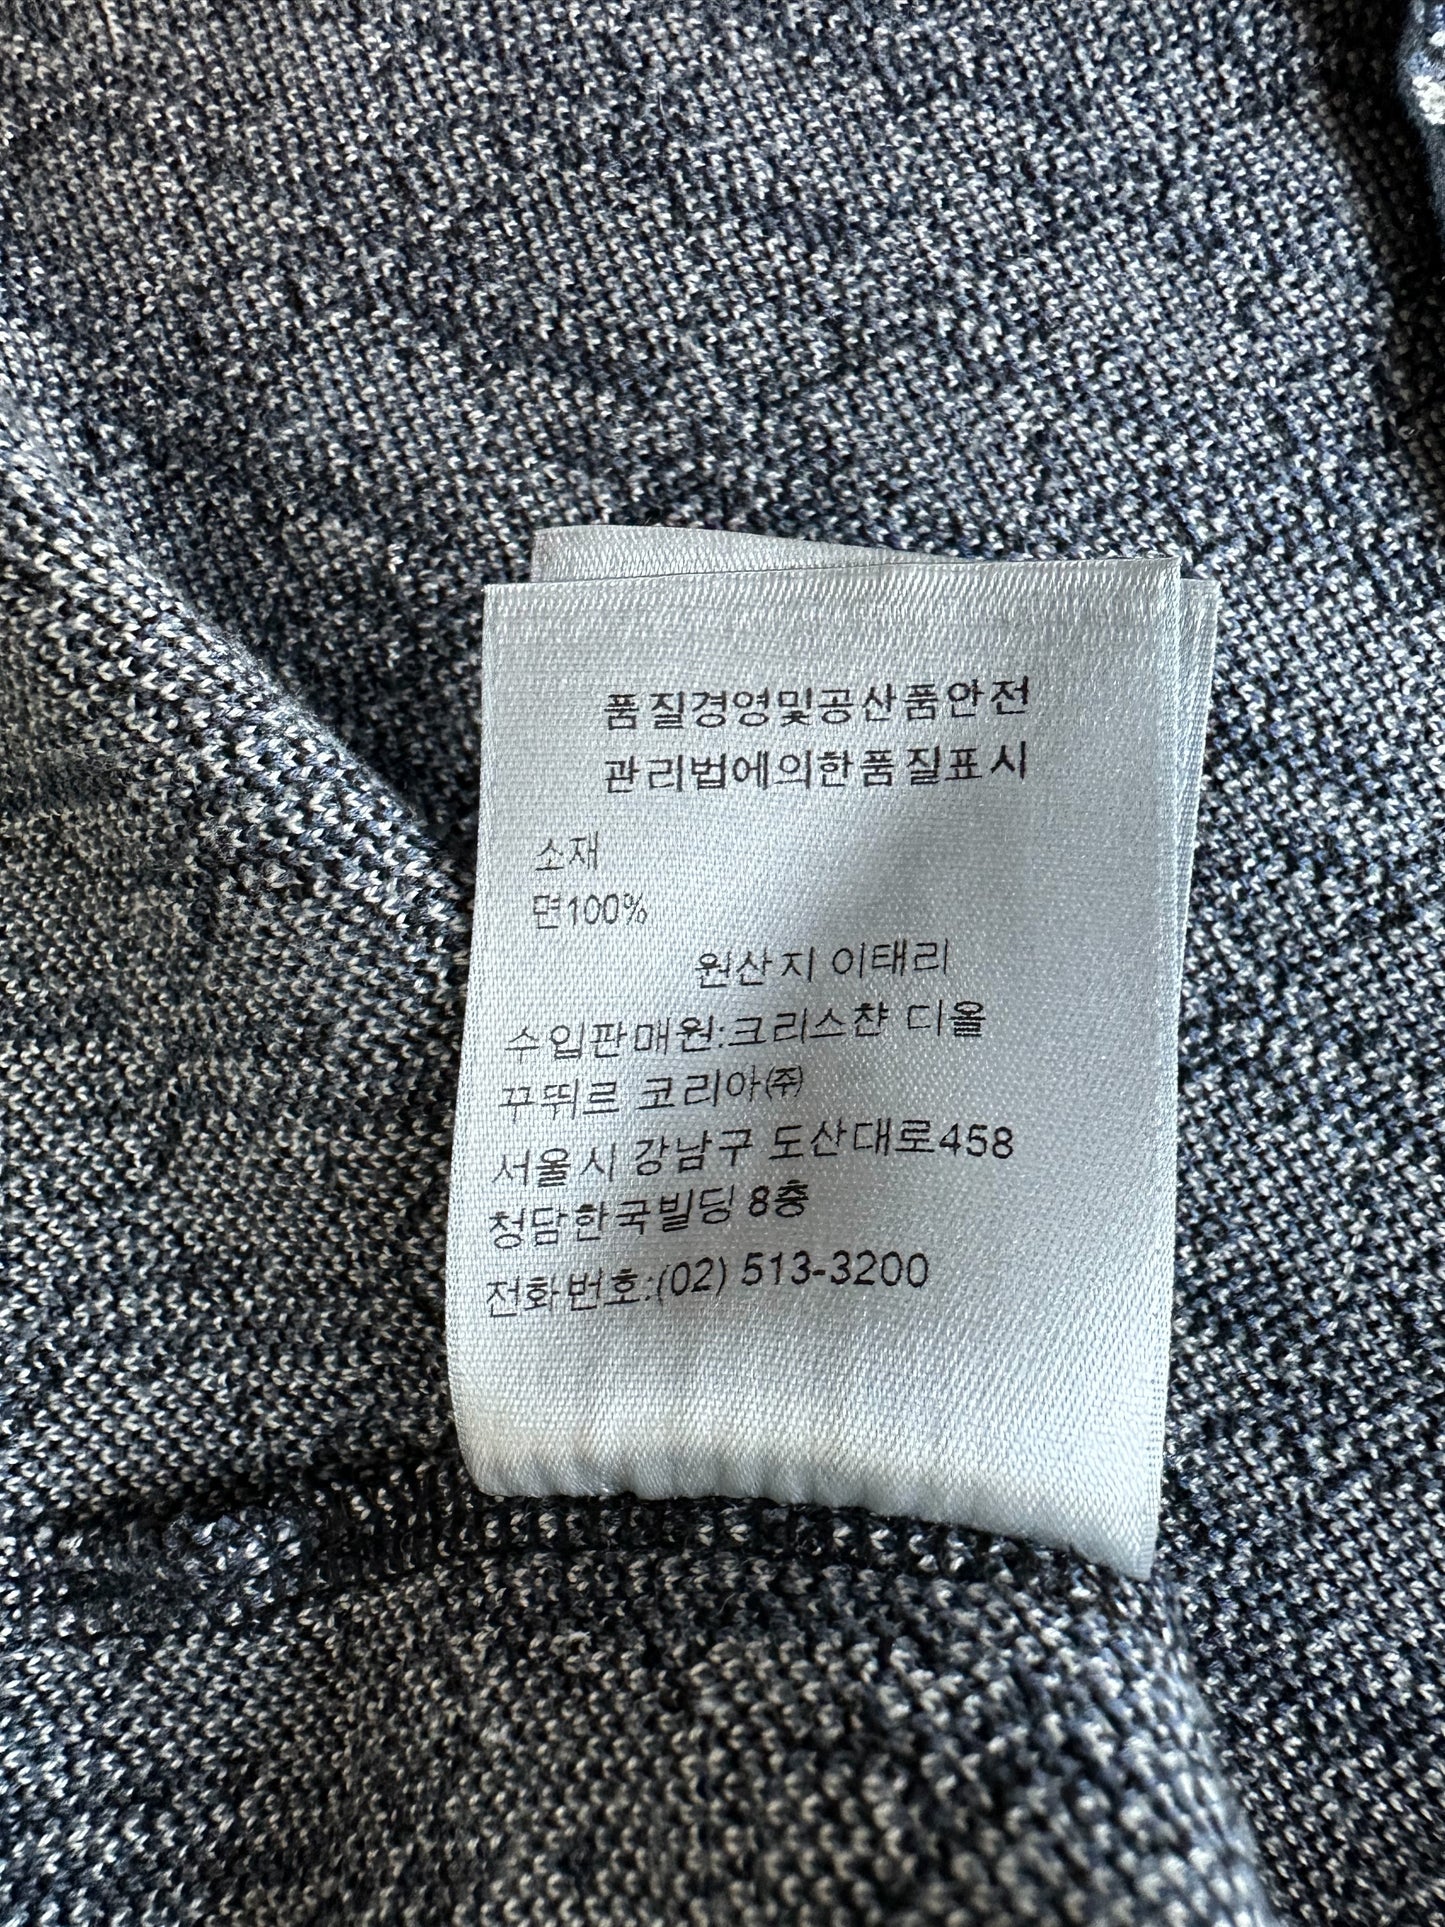 품질경영및공산품안전
관리법에의한품질표시
소재
면100%
원산지 이태리
수입판매원:크리스챤 디올
꾸뛰르 코리아㈜
서울시 강남구 도산대로458
청담한국빌딩 8층
전화번호:(02) 513-3200